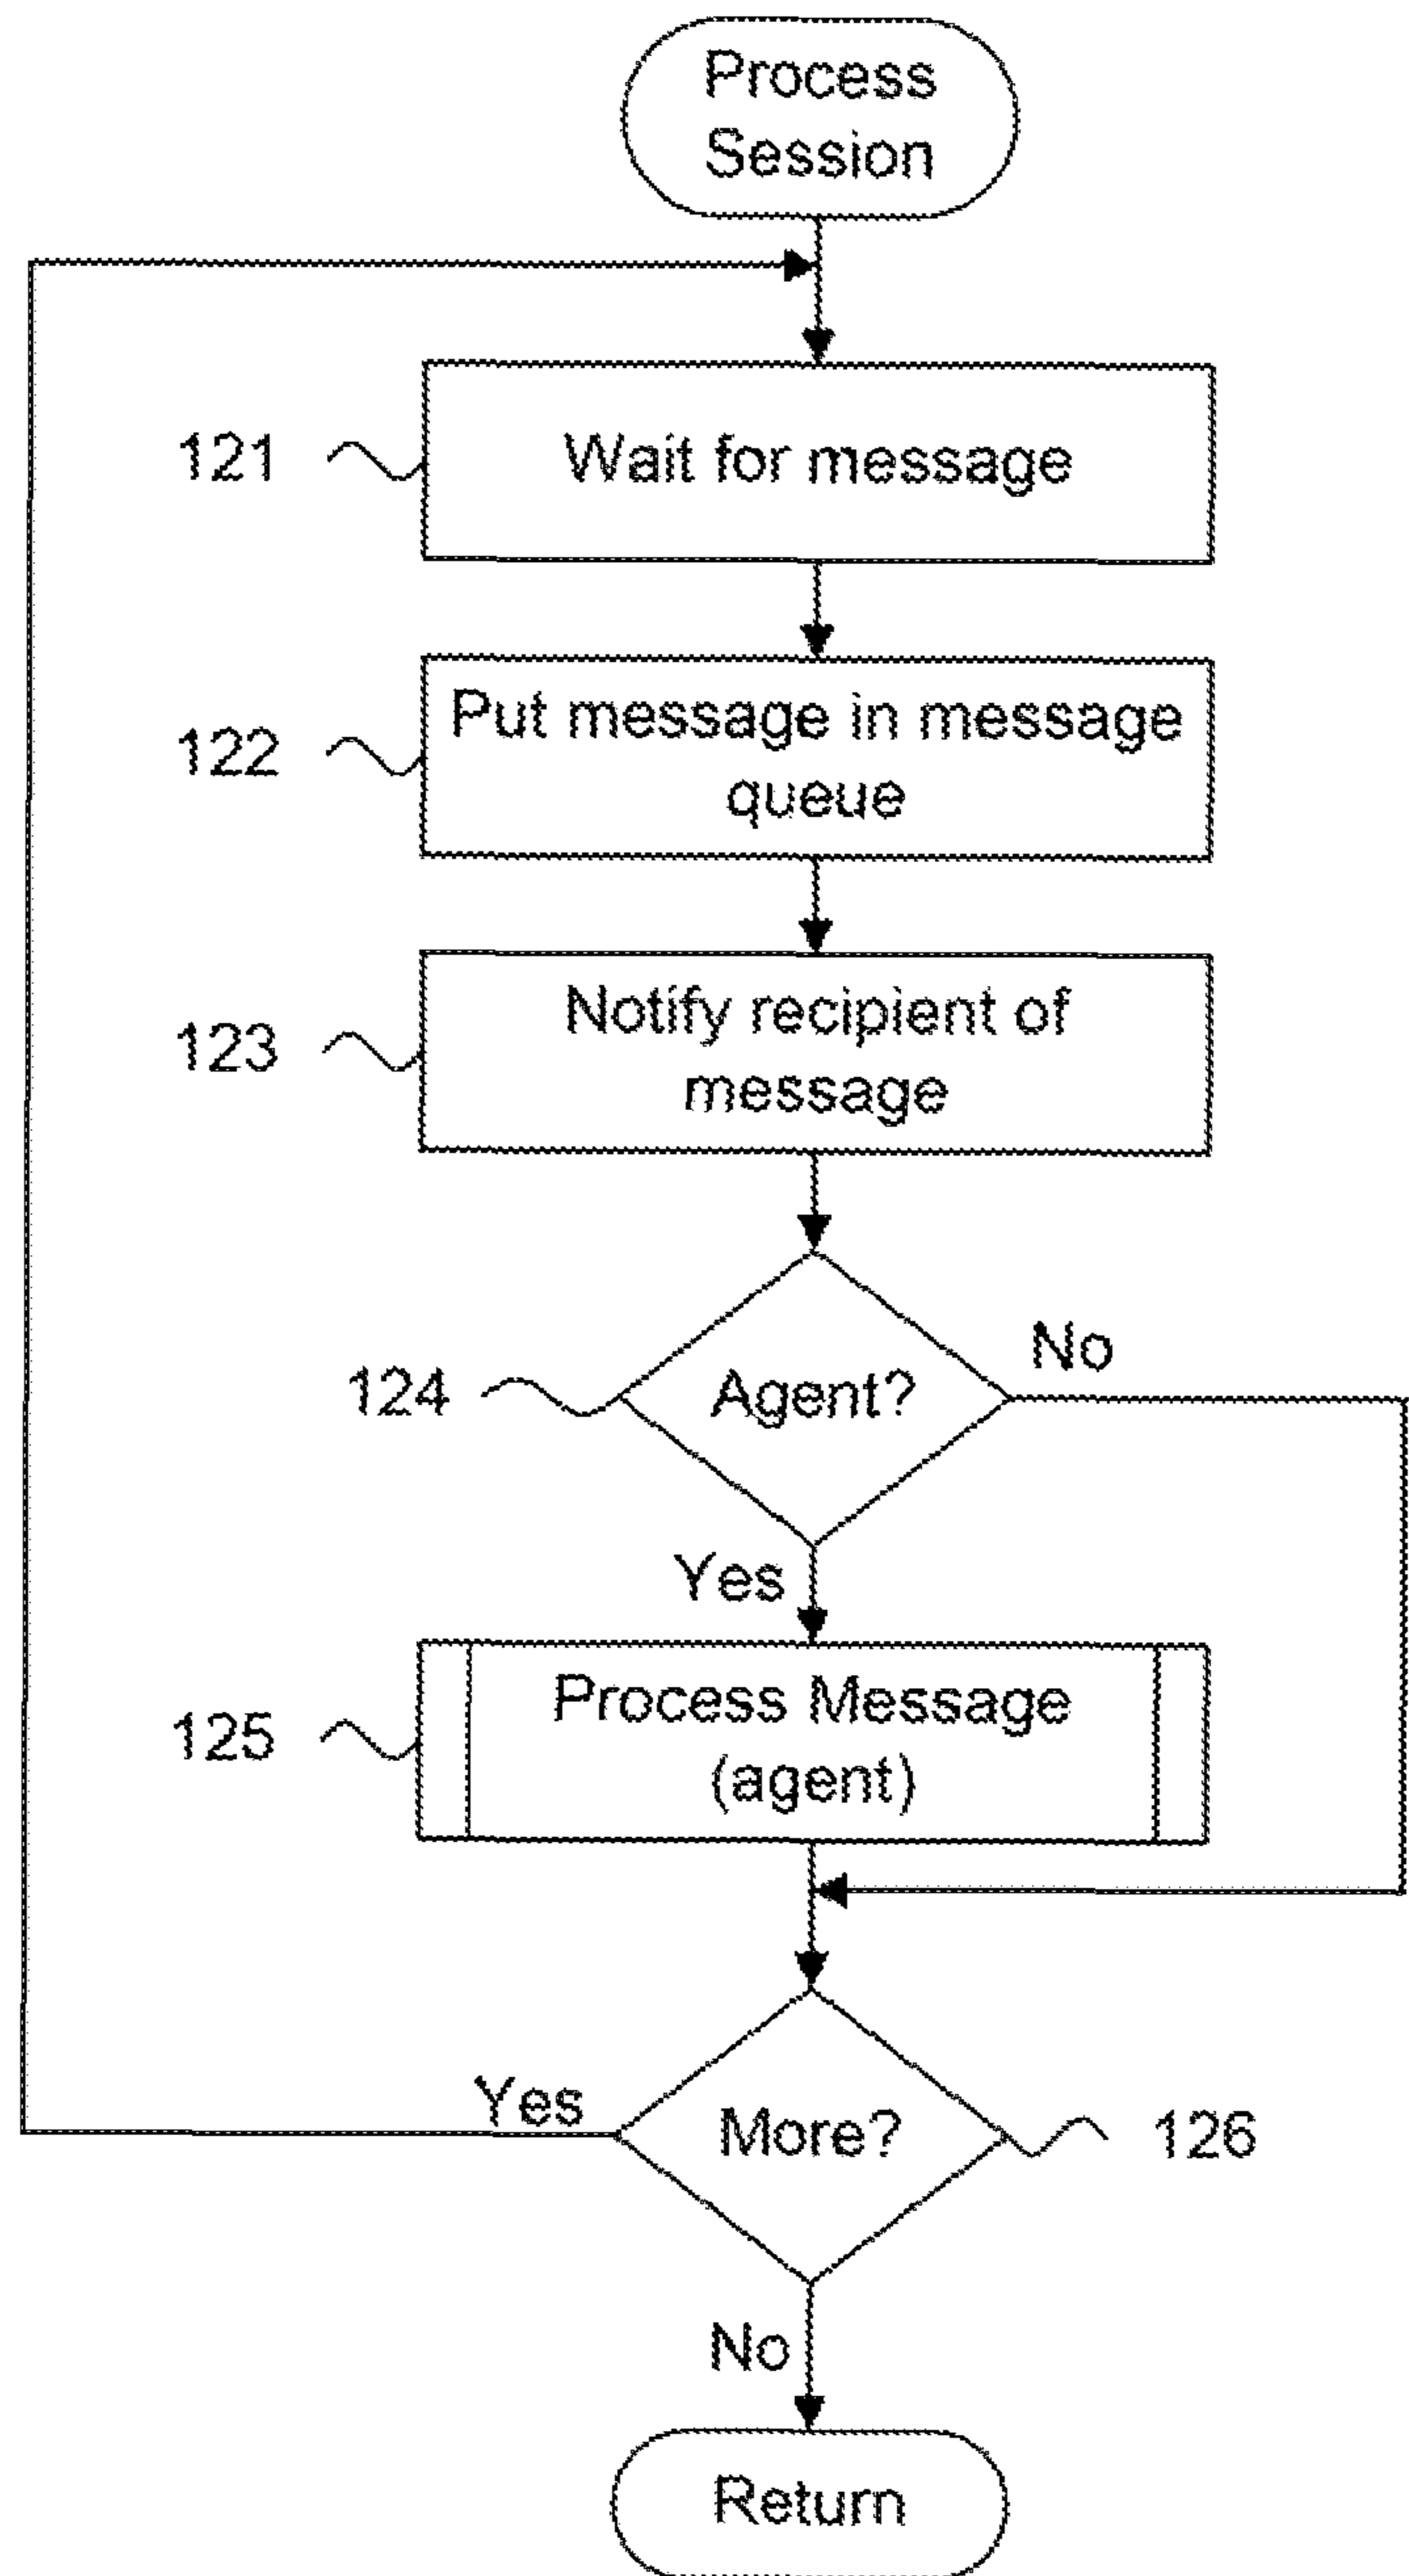 Process
Session
121
Wait for message
122
Put message in message
queue
123
Notify recipient of
message
124
Agent?
No
Yes
125
Process Message
(agent)
Yes
More?
126
No
Return